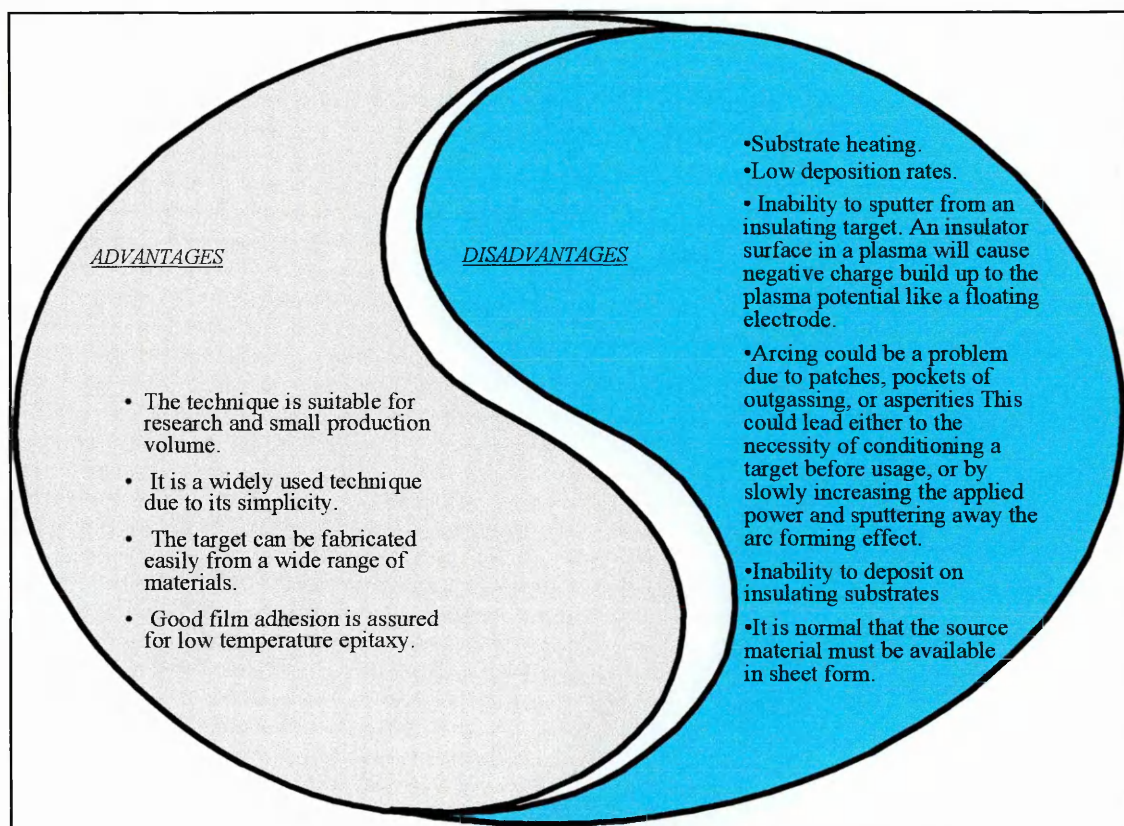 ADVANTAGES
• The technique is suitable for
research and small production
volume.
• It is a widely used technique
due to its simplicity.
• The target can be fabricated
easily from a wide range of
materials.
• Good film adhesion is assured
for low temperature epitaxy.
DISADVANTAGES
•Substrate heating.
•Low deposition rates.
• Inability to sputter from an
insulating target. An insulator
surface in a plasma will cause
negative charge build up to the
plasma potential like a floating
electrode.
•Arcing could be a problem
due to patches, pockets of
outgassing, or asperities This
could lead either to the
necessity of conditioning a
target before usage, or by
slowly increasing the applied
power and sputtering away the
arc forming effect.
•Inability to deposit on
insulating substrates
•It is normal that the source
material must be available
in sheet form.